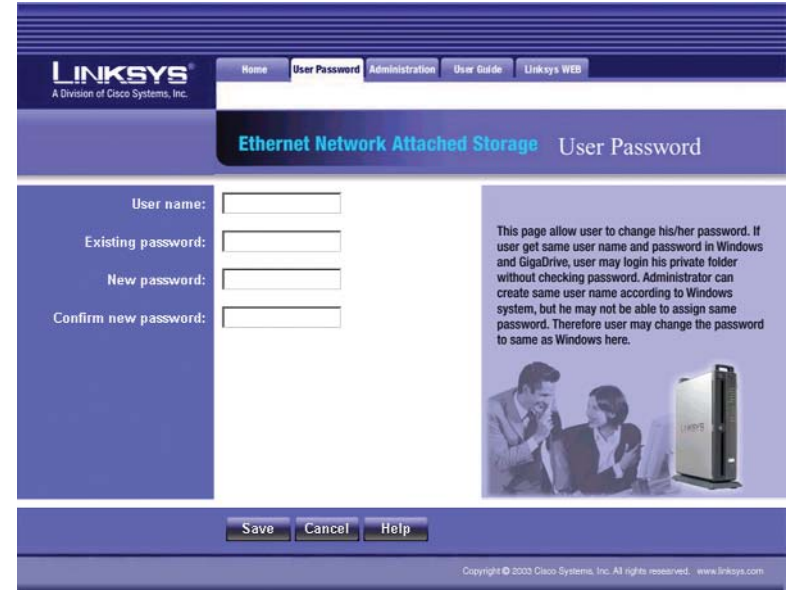 LINKSYS®
A Division of Cisco Systems, Inc.
Home User Password Administration User Guide Linksys WEB
Ethernet Network Attached Storage User Password
User name:
Existing password:
New password:
Confirm new password:
This page allow user to change his/her password. If
user get same user name and password in Windows
and GigaDrive, user may login his private folder
without checking password. Administrator can
create same user name according to Windows
system, but he may not be able to assign same
password. Therefore user may change the password
to same as Windows here.
LINKSYS
Save Cancel Help
Copyright © 2003 Cisco Systems, Inc. All rights researved. www.linksys.com